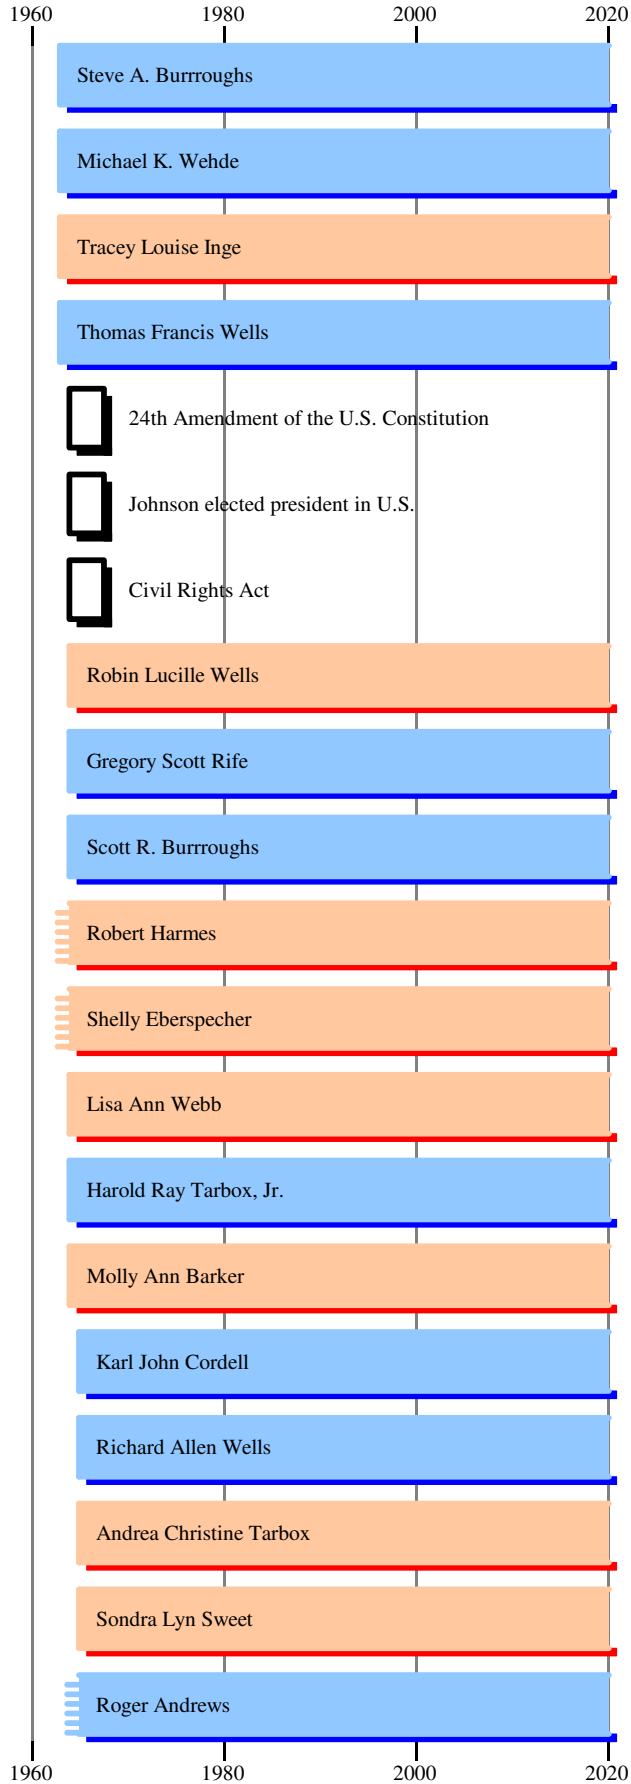 1960 1980 2000 2020
Steve A. Burrroughs
Michael K. Wehde
Tracey Louise Inge
Thomas Francis Wells
24th Amendment of the U.S. Constitution
Johnson elected president in U.S.
Civil Rights Act
Robin Lucille Wells
Gregory Scott Rife
Scott R. Burrroughs
Robert Harmes
Shelly Eberspecher
Lisa Ann Webb
Harold Ray Tarbox, Jr.
Molly Ann Barker
Karl John Cordell
Richard Allen Wells
Andrea Christine Tarbox
Sondra Lyn Sweet
Roger Andrews
1960 1980 2000 2020